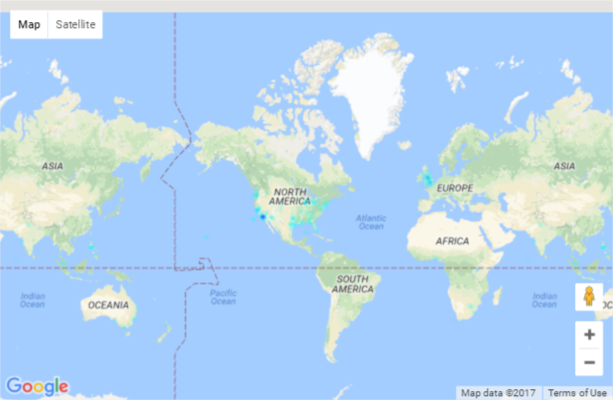 Map Satellite
ASIA
NORTH
AMERICA
EUROPE
ASIA
Atlantic
Ocean
AFRICA
Indian
Ocean
OCEANIA
Pacific
Ocean
SOUTH
AMERICA
Indian
Ocean
OC
+
−
Google
Map data ©2017 Terms of Use